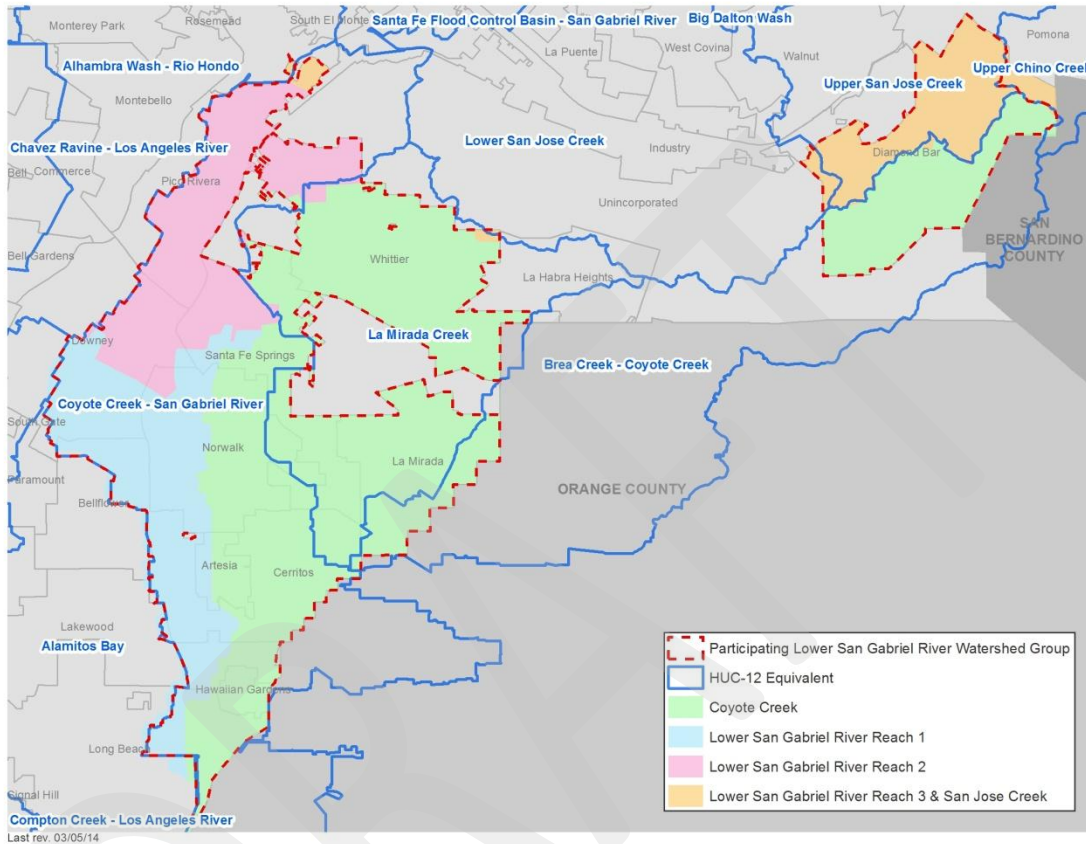 Santa Fe Flood Control Basin - San Gabriel River
Big Dalton Wash
Monterey Park
Rosemead
South El Monte
La Puente
West Covina
Walnut
Pomona
Alhambra Wash - Rio Hondo
Upper San Jose Creek
Upper Chino Creek
Montebello
Chavez Ravine - Los Angeles River
Lower San Jose Creek
Industry
Diamond Bar
Bell
Commerce
Pico Rivera
Unincorporated
SAN
BERNARDINO
COUNTY
Bell Gardens
Whittier
La Habra Heights
Downey
Santa Fe Springs
La Mirada Creek
Brea Creek - Coyote Creek
Coyote Creek - San Gabriel River
South Gate
Norwalk
La Mirada
Paramount
Bellflower
ORANGE COUNTY
Artesia
Cerritos
Lakewood
Alamitos Bay
Hawaiian Gardens
Long Beach
Signal Hill
Compton Creek - Los Angeles River
Participating Lower San Gabriel River Watershed Group
HUC-12 Equivalent
Coyote Creek
Lower San Gabriel River Reach 1
Lower San Gabriel River Reach 2
Lower San Gabriel River Reach 3 & San Jose Creek
Last rev. 03/05/14